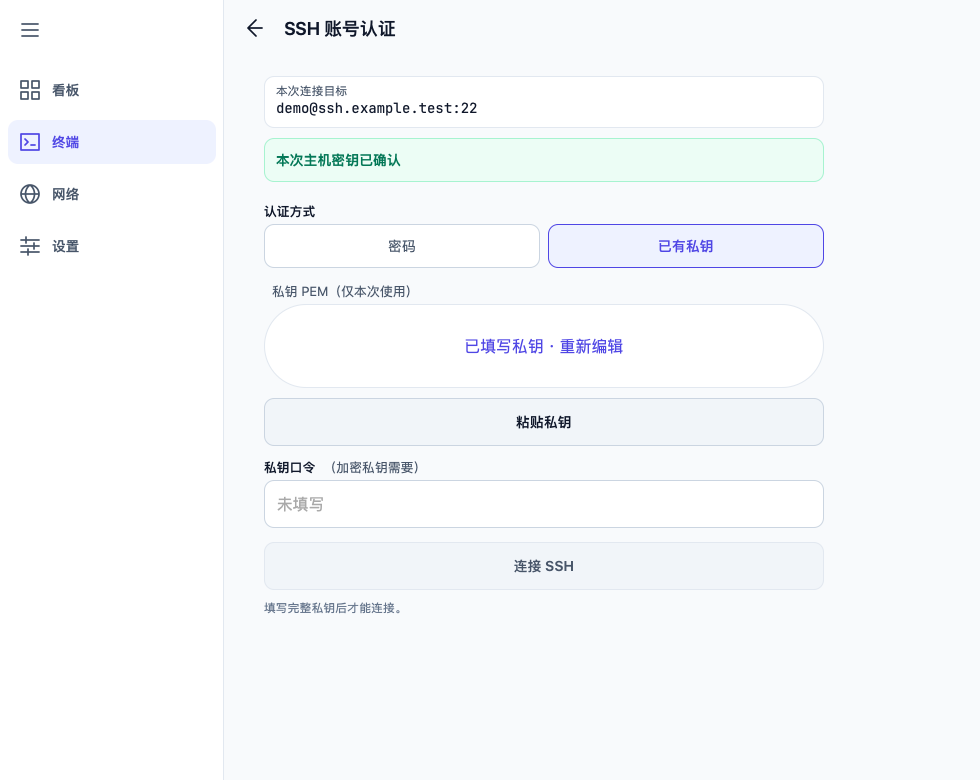 SSH 账号认证
看板
终端
网络
设置
本次连接目标
demo@ssh.example.test:22
本次主机密钥已确认
认证方式
密码
已有私钥
私钥 PEM（仅本次使用）
已填写私钥 · 重新编辑
粘贴私钥
私钥口令 （加密私钥需要）
未填写
连接 SSH
填写完整私钥后才能连接。